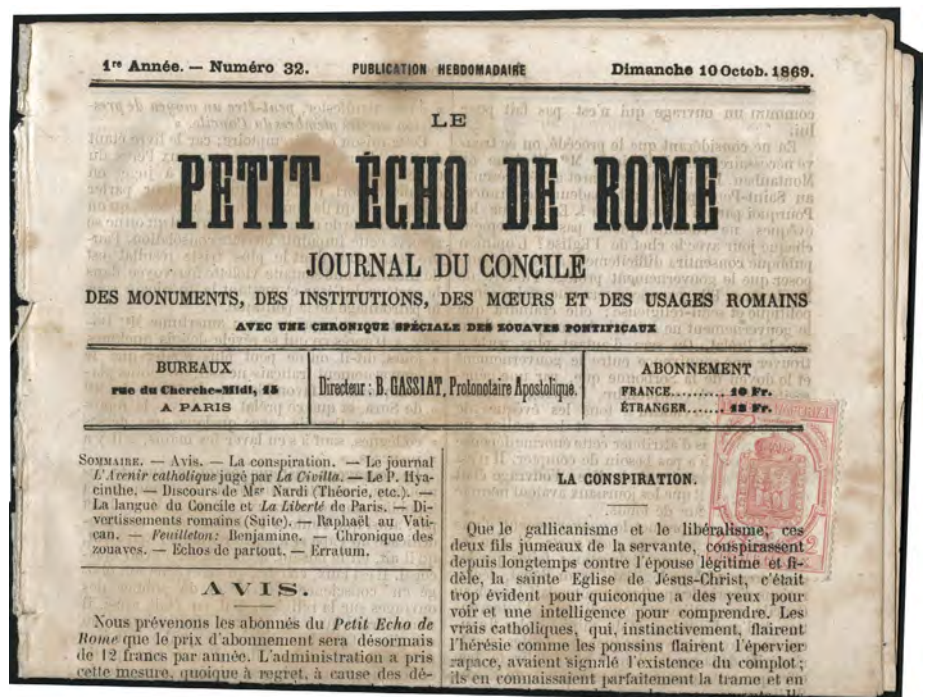 1re Année. — Numéro 32. PUBLICATION HEBDOMADAIRE Dimanche 10 Octob. 1869.
LE
PETIT ÉCHO DE ROME
JOURNAL DU CONCILE
DES MONUMENTS, DES INSTITUTIONS, DES MŒURS ET DES USAGES ROMAINS
AVEC UNE CHRONIQUE SPÉCIALE DES ZOUAVES PONTIFICAUX
BUREAUX
rue du Cherche-Midi, 15
A PARIS
Directeur : B. GASSIAT, Protonotaire Apostolique.
ABONNEMENT
FRANCE........ 10 Fr.
ÉTRANGER....... 12 Fr.
SOMMAIRE. — Avis. — La conspiration. — Le journal
L'Avenir catholique jugé par La Civilta. — Le P. Hya-
cinthe. — Discours de Mgr Nardi (Théorie, etc.). —
La langue du Concile et La Liberté de Paris. — Di-
vertissements romains (Suite). — Raphaël au Vati-
can. — Feuilleton: Benjamine. — Chronique des
zouaves. — Echos de partout. — Erratum.
AVIS.
Nous prévenons les abonnés du Petit Echo de
Rome que le prix d'abonnement sera désormais
de 12 francs par année. L'administration a pris
cette mesure, quoique à regret, à cause des dé-
LA CONSPIRATION.
Que le gallicanisme et le libéralisme, ces
deux fils jumeaux de la servante, conspirassent
depuis longtemps contre l'épouse légitime et fi-
dèle, la sainte Eglise de Jésus-Christ, c'était
trop évident pour quiconque a des yeux pour
voir et une intelligence pour comprendre. Les
vrais catholiques, qui, instinctivement, flairent
l'hérésie comme les poussins flairent l'épervier
rapace, avaient signalé l'existence du complot;
ils en connaissaient parfaitement la trame et en
2